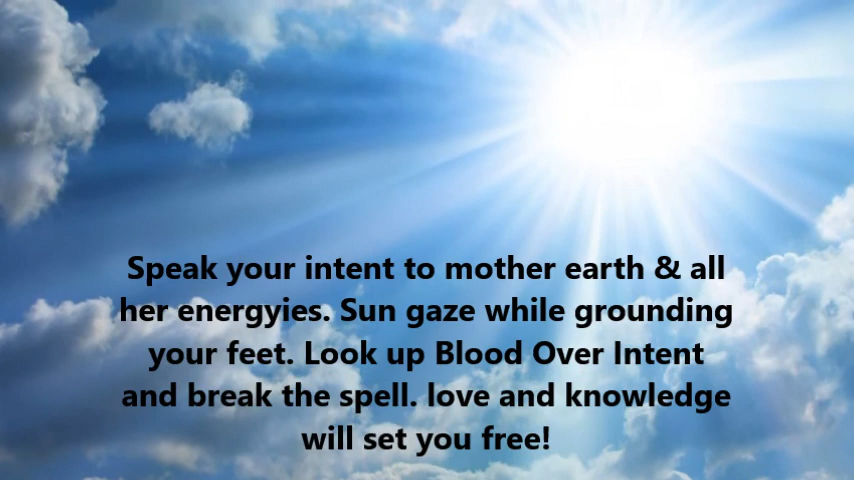 Speak your intent to mother earth & all
her energyies. Sun gaze while grounding
your feet. Look up Blood Over Intent
and break the spell. love and knowledge
will set you free!